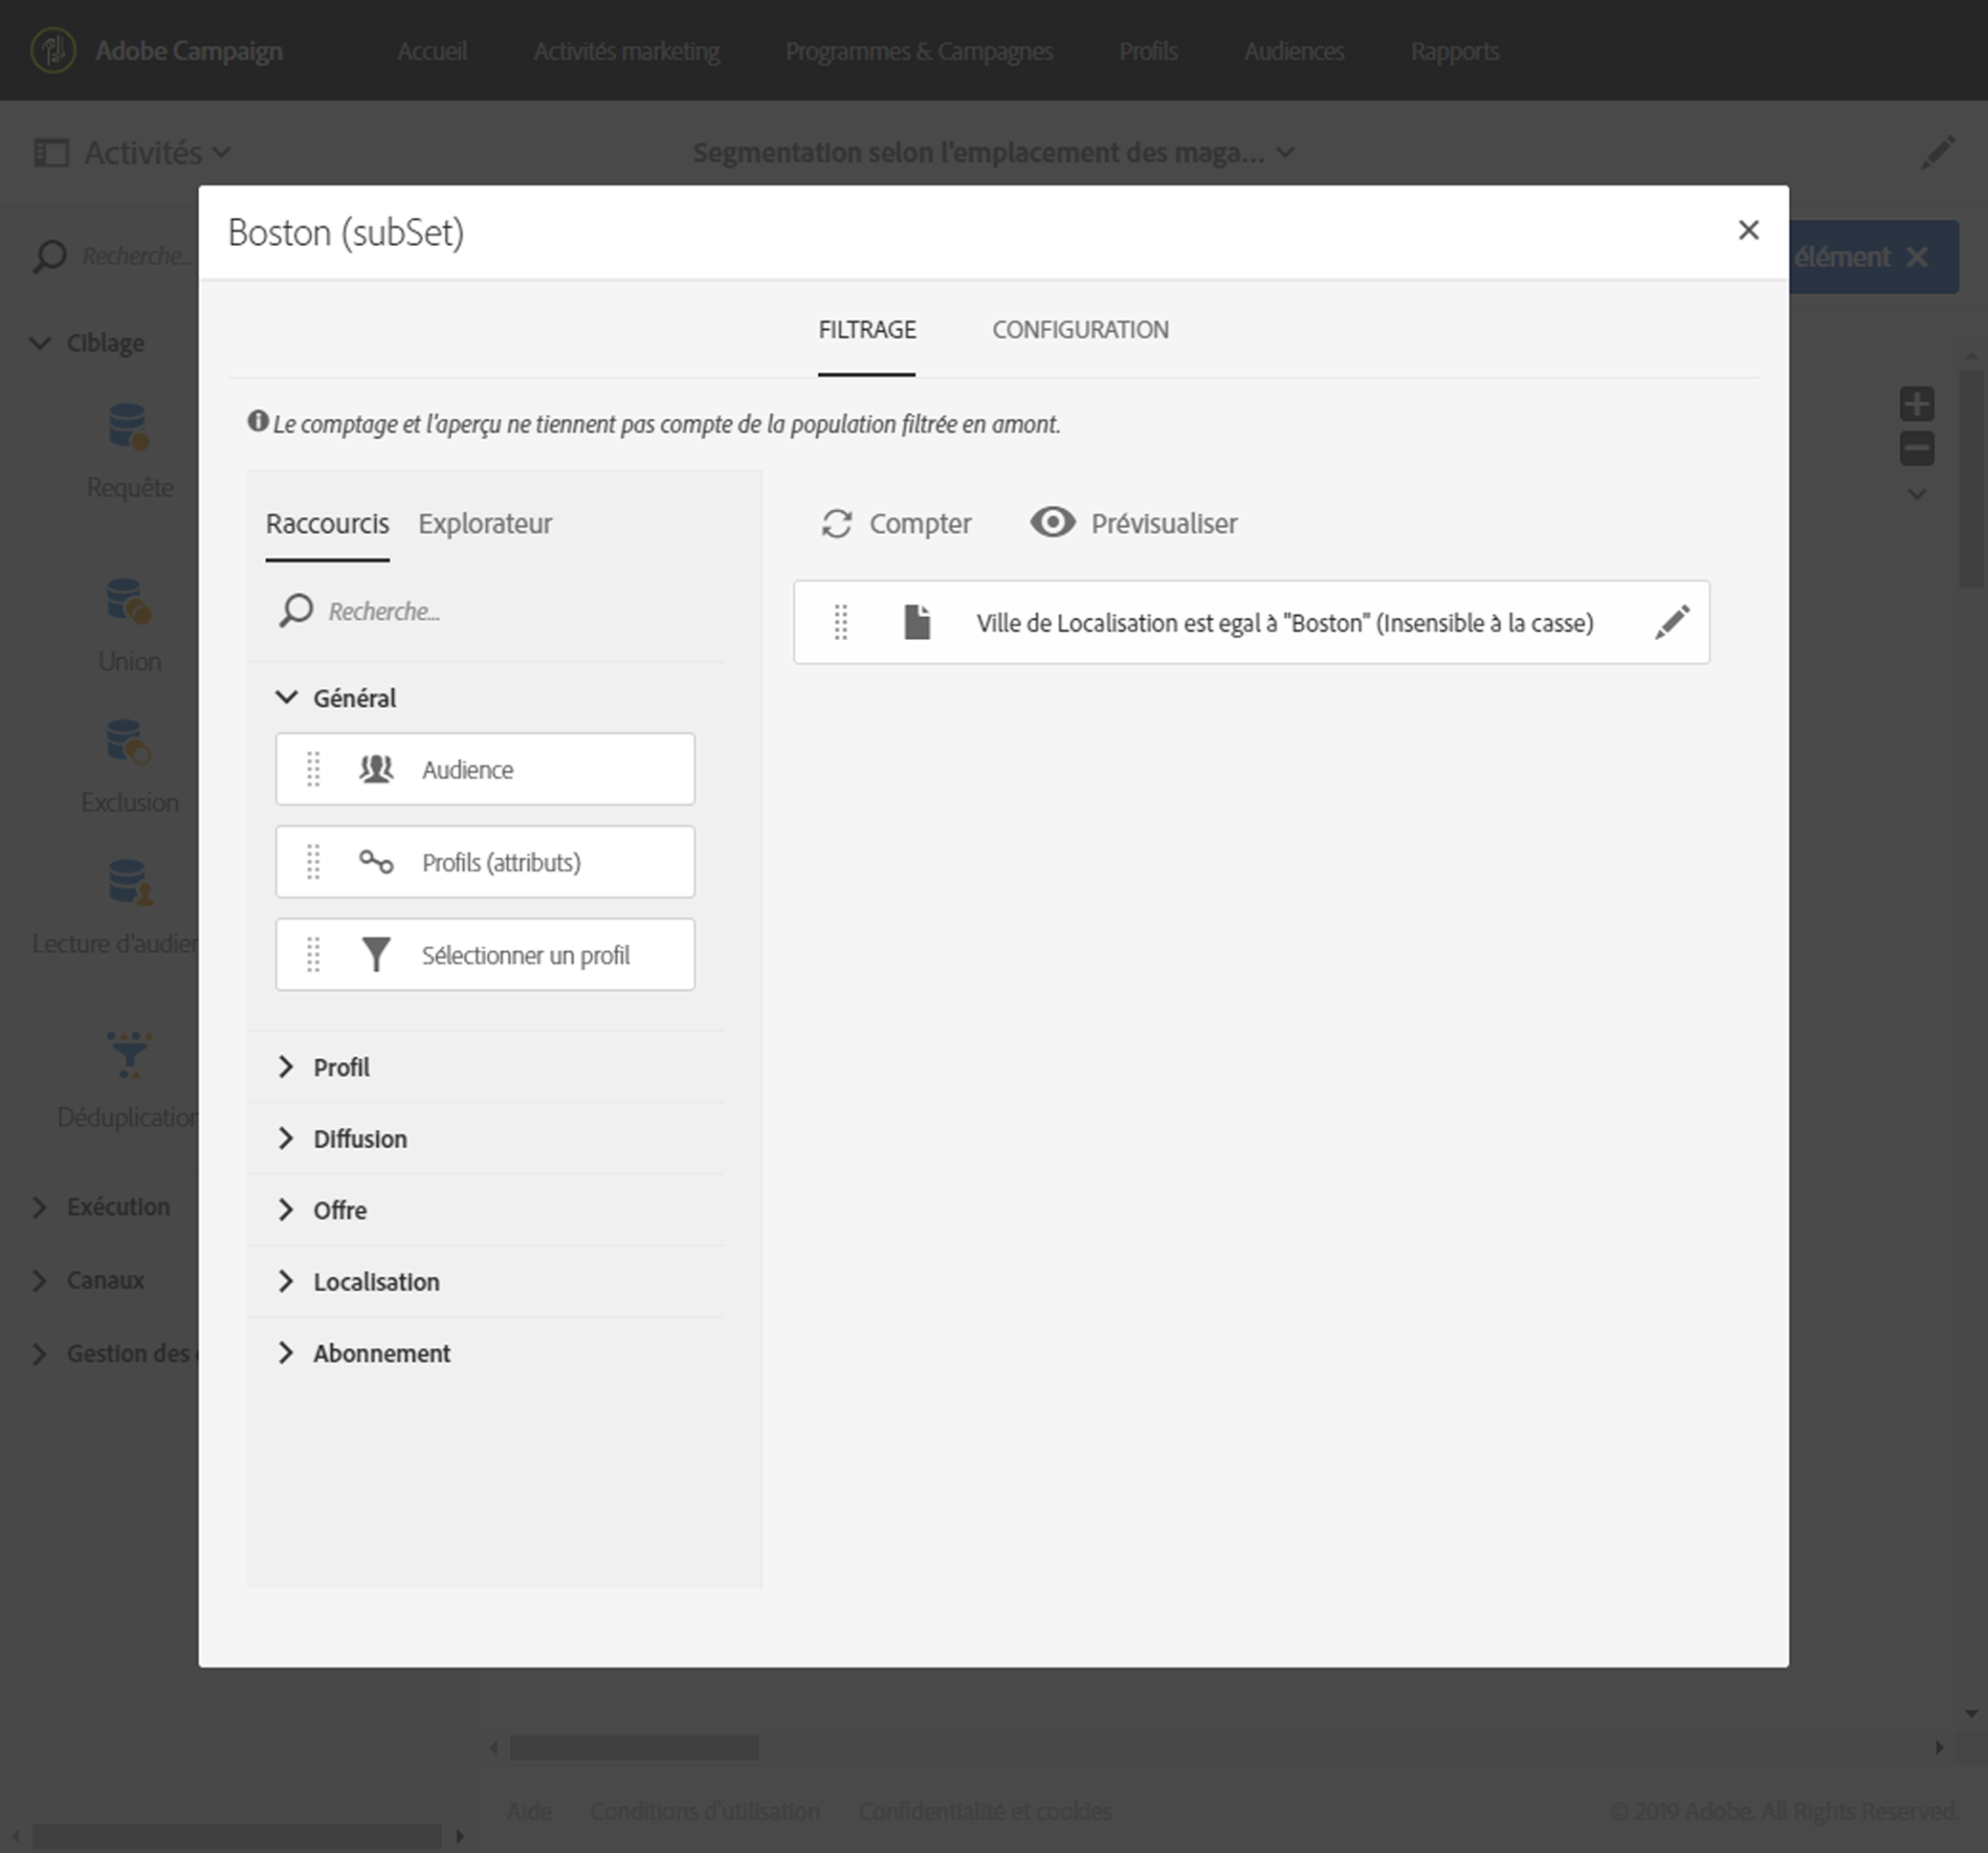 Adobe Campaign
Accueil
Activités marketing
Programmes & Campagnes
Profils
Audiences
Rapports
Activités
Segmentation selon l'emplacement des maga...
Recherche...
élément
Ciblage
Requête
Union
Exclusion
Lecture d'audien
Déduplication
Exécution
Canaux
Gestion des
Boston (subSet)
FILTRAGE
CONFIGURATION
Le comptage et l'aperçu ne tiennent pas compte de la population filtrée en amont.
Raccourcis
Explorateur
Recherche...
Général
Audience
Profils (attributs)
Sélectionner un profil
Profil
Diffusion
Offre
Localisation
Abonnement
Compter
Prévisualiser
Ville de Localisation est egal à "Boston" (Insensible à la casse)
Aide
Conditions d'utilisation
Confidentialité et cookies
© 2019 Adobe. All Rights Reserved.